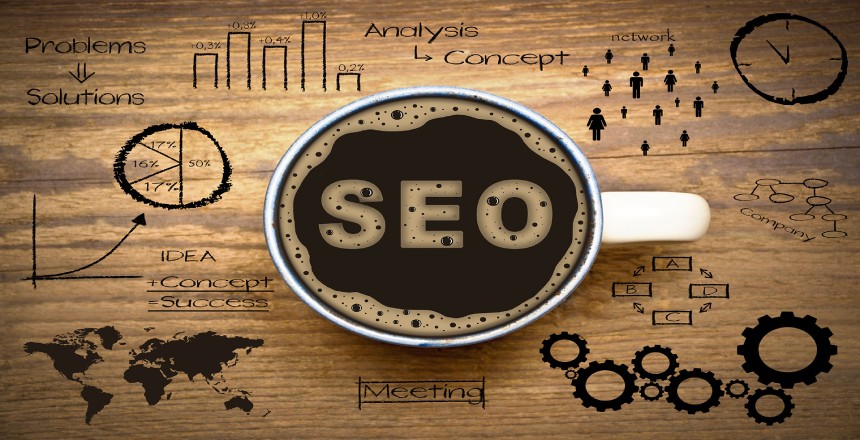 Problems
Solutions
+0,3%
+0,8%
+0,4%
+1,0%
0,2%
Analysis
Concept
network
17%
16%
50%
17%
SEO
IDEA
+Concept
=Success
company
A
B
D
C
Meeting